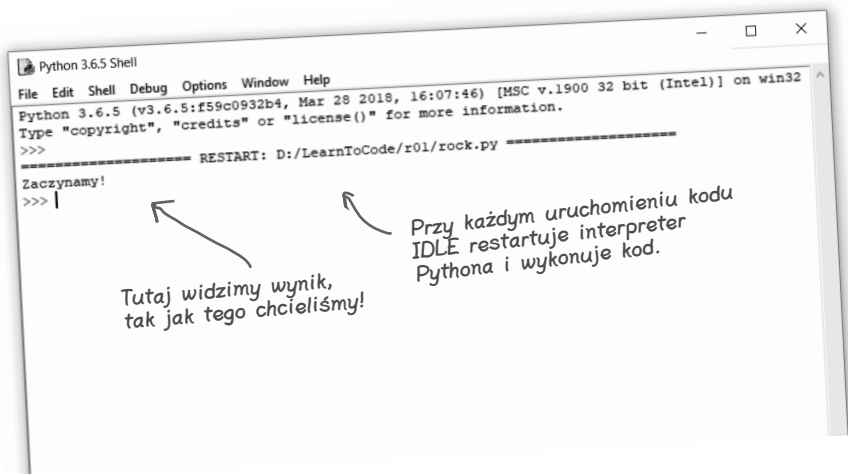 Python 3.6.5 Shell
File Edit Shell Debug Options Window Help
Python 3.6.5 (v3.6.5:f59c0932b4, Mar 28 2018, 16:07:46) [MSC v.1900 32 bit (Intel)] on win32
Type "copyright", "credits" or "license()" for more information.
>>>
==================== RESTART: D:/LearnToCode/r01/rock.py ====================
Zaczynamy!
>>>
Przy każdym uruchomieniu kodu
IDLE restartuje interpreter
Pythona i wykonuje kod.
Tutaj widzimy wynik,
tak jak tego chcieliśmy!